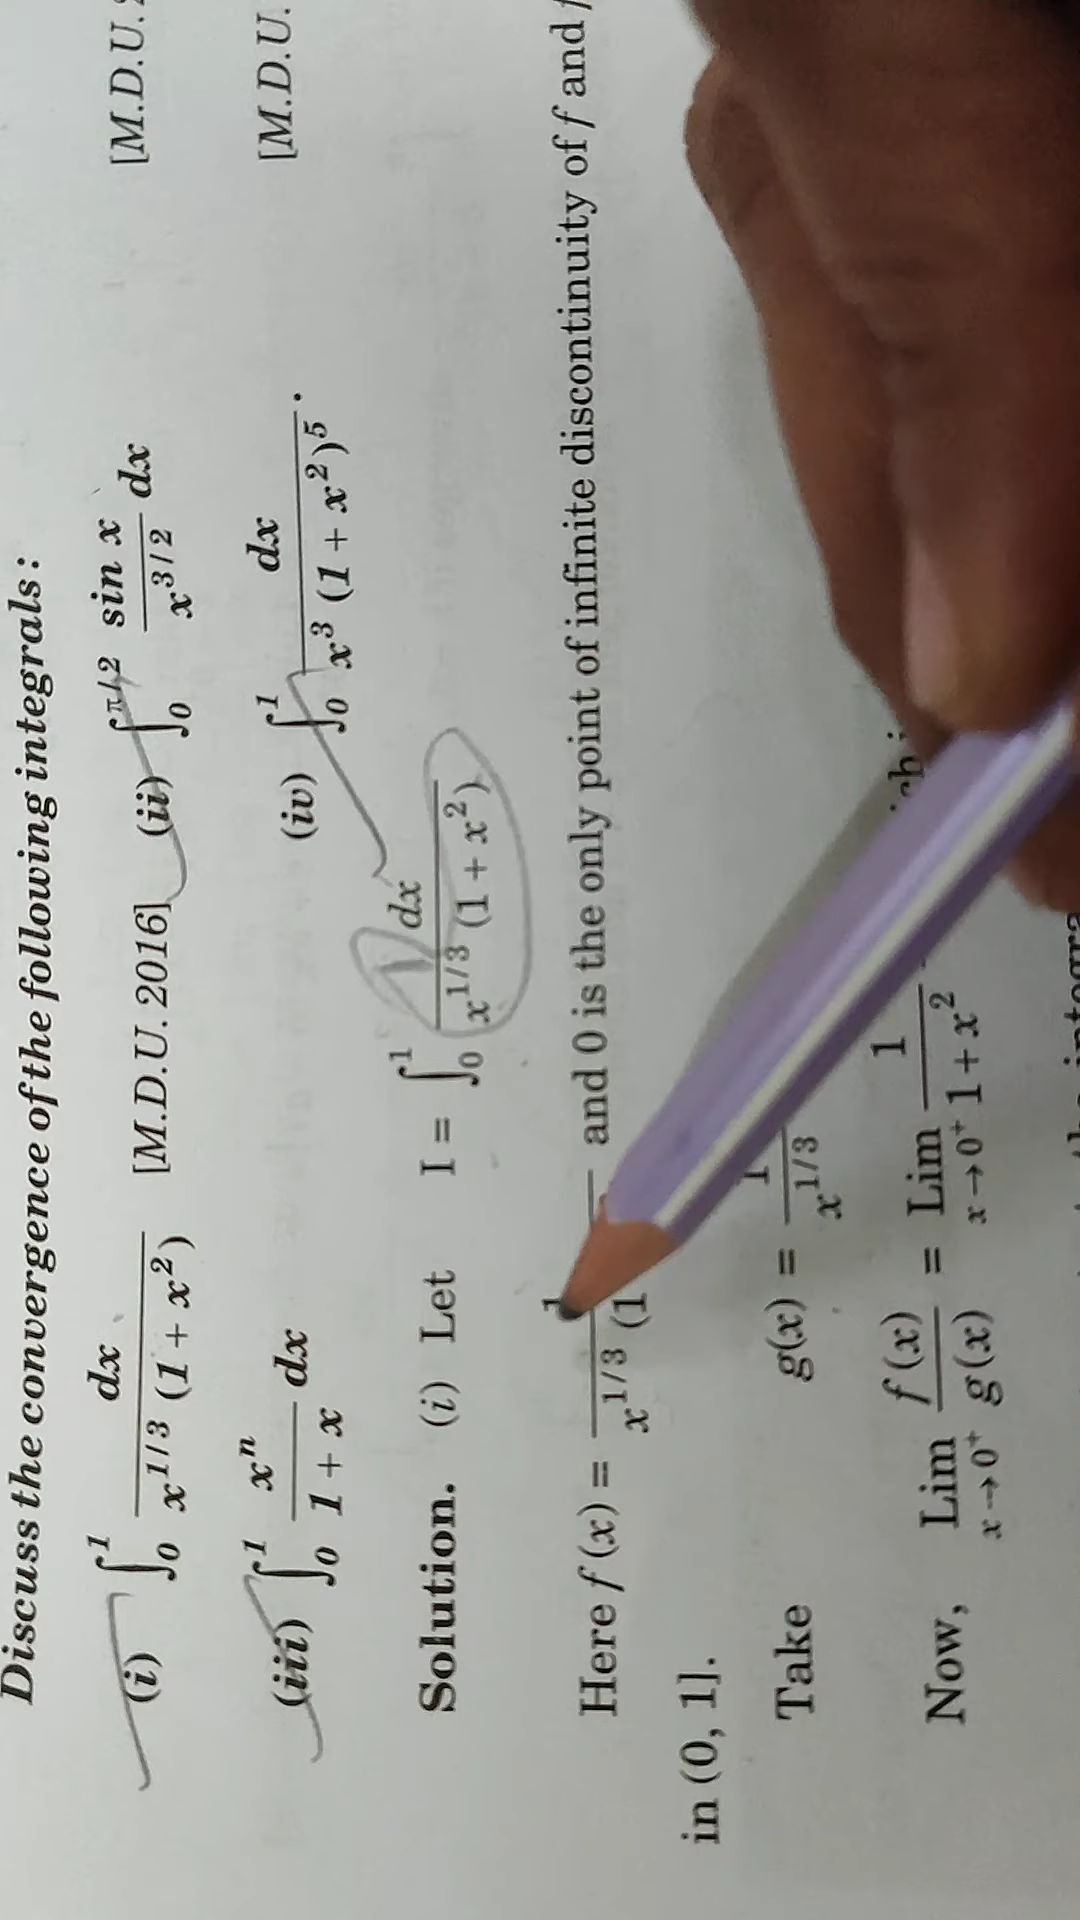 Discuss the convergence of the following integrals:
(i) ∫₀¹ dx / (x^{1/3} (1 + x²)) [M.D.U. 2016] (ii) ∫₀^{π/2} sin x / x^{3/2} dx [M.D.U.
(iii) ∫₀¹ xⁿ / (1 + x) dx (iv) ∫₀¹ dx / (x³ (1 + x²)⁵). [M.D.U.
Solution. (i) Let I = ∫₀¹ dx / (x^{1/3} (1 + x²))
Here f(x) = 1 / (x^{1/3} (1 and 0 is the only point of infinite discontinuity of f and f
in (0, 1].
Take g(x) = 1 / x^{1/3}
Now, Lim_{x→0⁺} f(x) / g(x) = Lim_{x→0⁺} 1 / (1 + x²)